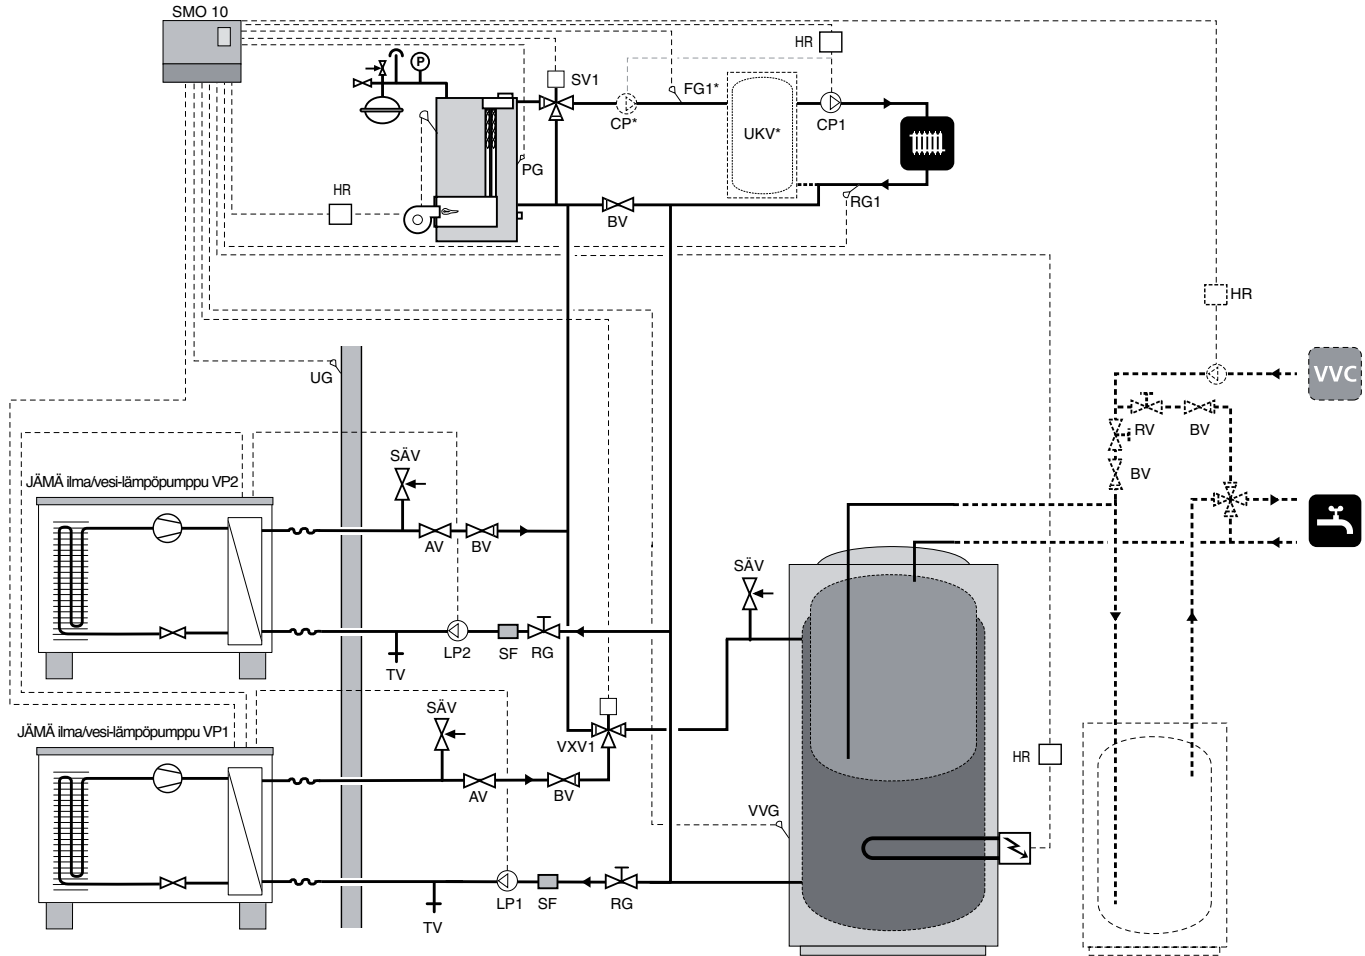 SMO 10
HR
P
SV1
FG1*
CP*
UKV*
CP1
PG
HR
RG1
BV
HR
UG
VVC
RV
BV
BV
SÄV
JÄMÄ ilma/vesi-lämpöpumppu VP2
AV
BV
SÄV
LP2
SF
RG
TV
SÄV
JÄMÄ ilma/vesi-lämpöpumppu VP1
VXV1
HR
AV
BV
VVG
LP1
SF
RG
TV